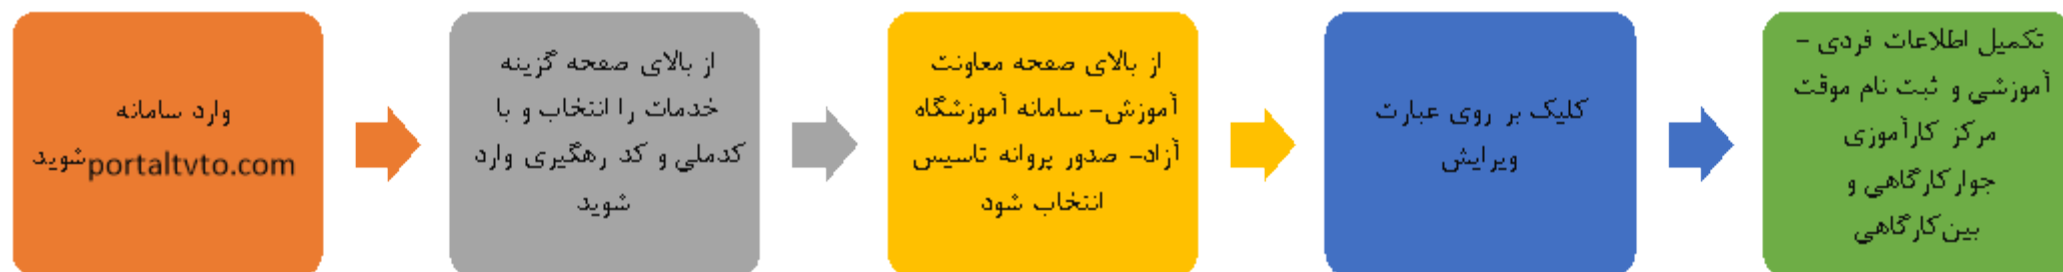 وارد سامانه
portaltvto.com شوید
از بالای صفحه گزینه
خدمات را انتخاب و با
کدملی و کد رهگیری وارد
شوید
از بالای صفحه معاونت
آموزش- سامانه آموزشگاه
آزاد- صدور پروانه تاسیس
انتخاب شود
کلیک بر روی عبارت
ویرایش
تکمیل اطلاعات فردی -
آموزشی و ثبت نام موقت
مرکز کارآموزی
جوار کارگاهی و
بین کارگاهی